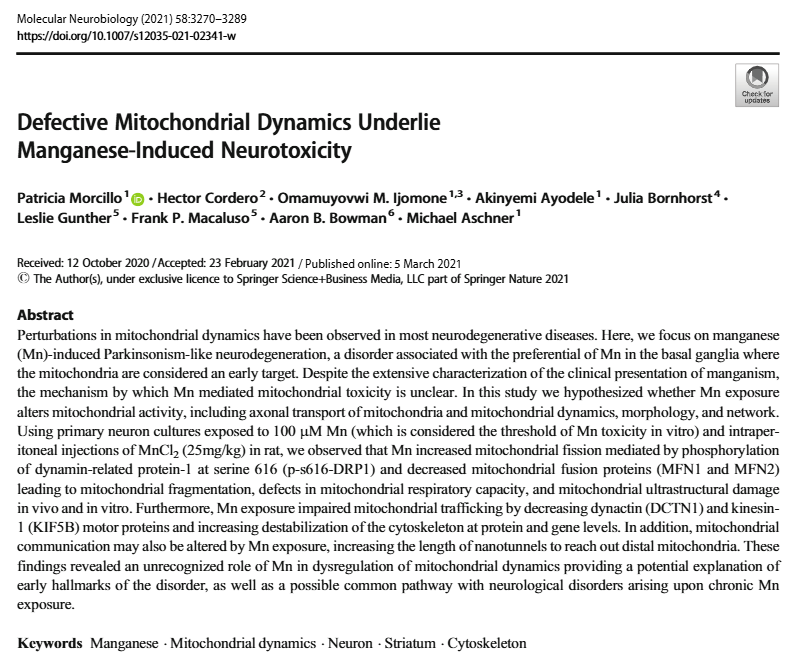 Molecular Neurobiology (2021) 58:3270–3289
https://doi.org/10.1007/s12035-021-02341-w
Check for
updates
Defective Mitochondrial Dynamics Underlie
Manganese-Induced Neurotoxicity
Patricia Morcillo 1 iD · Hector Cordero 2 · Omamuyovwi M. Ijomone 1,3 · Akinyemi Ayodele 1 · Julia Bornhorst 4 ·
Leslie Gunther 5 · Frank P. Macaluso 5 · Aaron B. Bowman 6 · Michael Aschner 1
Received: 12 October 2020 / Accepted: 23 February 2021 / Published online: 5 March 2021
© The Author(s), under exclusive licence to Springer Science+Business Media, LLC part of Springer Nature 2021
Abstract
Perturbations in mitochondrial dynamics have been observed in most neurodegenerative diseases. Here, we focus on manganese
(Mn)-induced Parkinsonism-like neurodegeneration, a disorder associated with the preferential of Mn in the basal ganglia where
the mitochondria are considered an early target. Despite the extensive characterization of the clinical presentation of manganism,
the mechanism by which Mn mediated mitochondrial toxicity is unclear. In this study we hypothesized whether Mn exposure
alters mitochondrial activity, including axonal transport of mitochondria and mitochondrial dynamics, morphology, and network.
Using primary neuron cultures exposed to 100 μM Mn (which is considered the threshold of Mn toxicity in vitro) and intraper-
itoneal injections of MnCl2 (25mg/kg) in rat, we observed that Mn increased mitochondrial fission mediated by phosphorylation
of dynamin-related protein-1 at serine 616 (p-s616-DRP1) and decreased mitochondrial fusion proteins (MFN1 and MFN2)
leading to mitochondrial fragmentation, defects in mitochondrial respiratory capacity, and mitochondrial ultrastructural damage
in vivo and in vitro. Furthermore, Mn exposure impaired mitochondrial trafficking by decreasing dynactin (DCTN1) and kinesin-
1 (KIF5B) motor proteins and increasing destabilization of the cytoskeleton at protein and gene levels. In addition, mitochondrial
communication may also be altered by Mn exposure, increasing the length of nanotunnels to reach out distal mitochondria. These
findings revealed an unrecognized role of Mn in dysregulation of mitochondrial dynamics providing a potential explanation of
early hallmarks of the disorder, as well as a possible common pathway with neurological disorders arising upon chronic Mn
exposure.
Keywords Manganese · Mitochondrial dynamics · Neuron · Striatum · Cytoskeleton